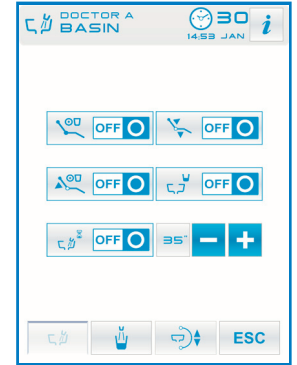 DOCTOR A
BASIN
30
14:53 JAN
i
OFF OFF
OFF OFF
OFF 35"
ESC